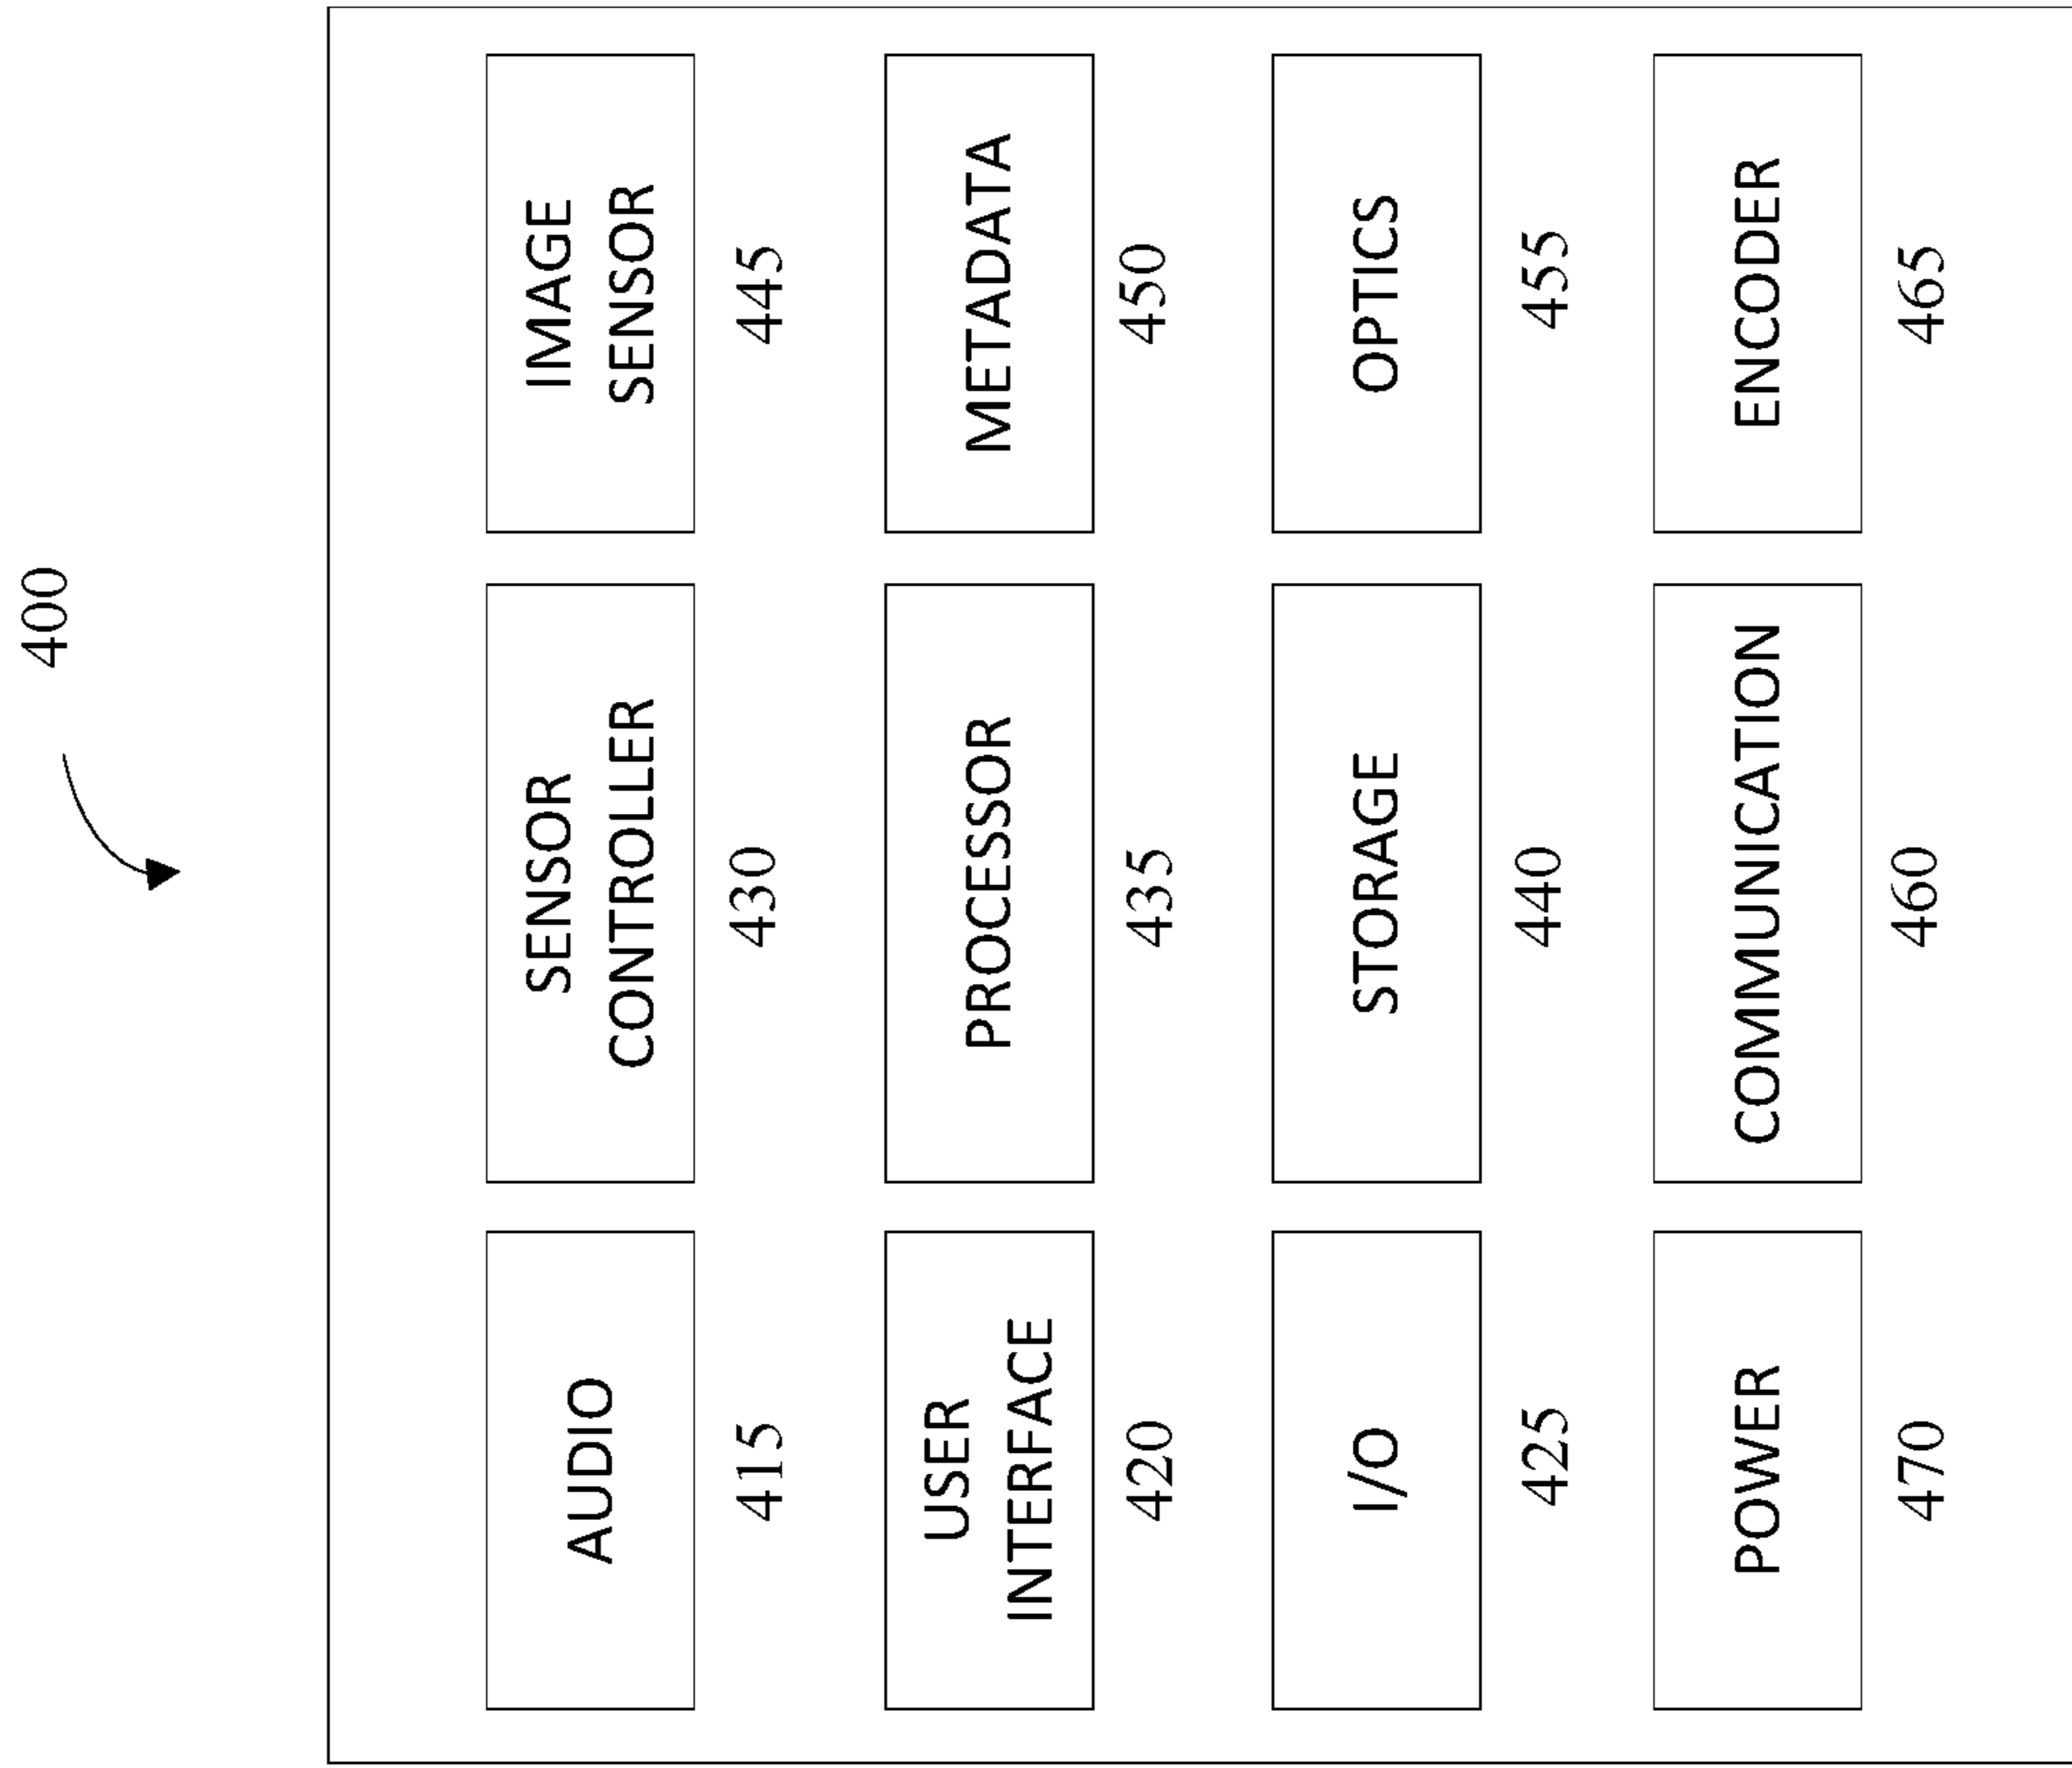 400
AUDIO
415
SENSOR
CONTROLLER
430
IMAGE
SENSOR
445
USER
INTERFACE
420
PROCESSOR
435
METADATA
450
I/O
425
STORAGE
440
OPTICS
455
POWER
470
COMMUNICATION
460
ENCODER
465